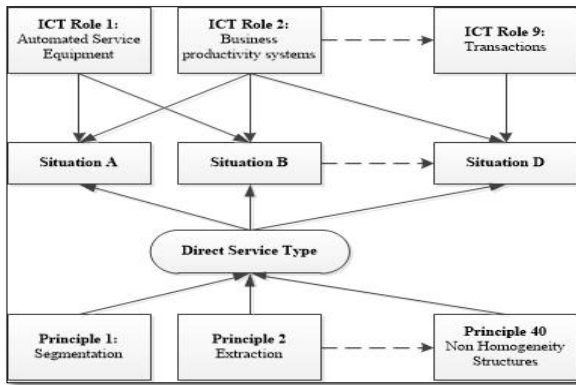 ICT Role 1:
Automated Service
Equipment
ICT Role 2:
Business
productivity systems
ICT Role 9:
Transactions
Situation A
Situation B
Situation D
Direct Service Type
Principle 1:
Segmentation
Principle 2
Extraction
Principle 40
Non Homogeneity
Structures